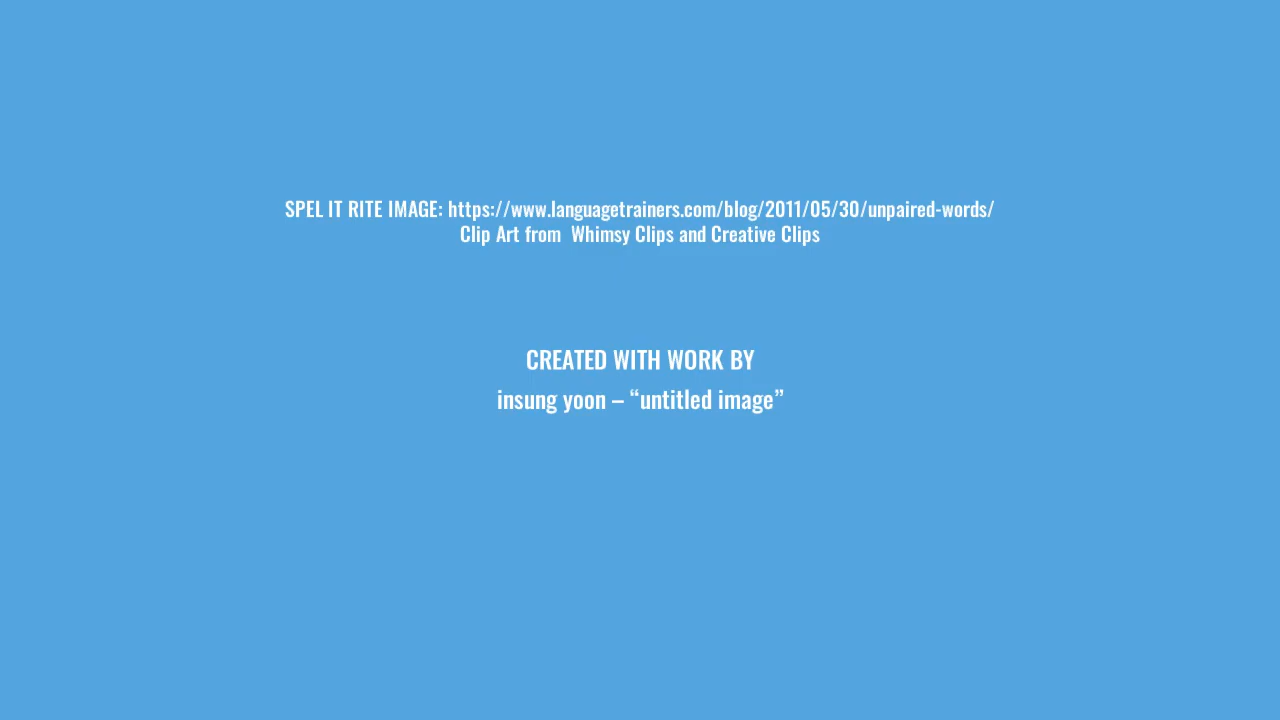 SPEL IT RITE IMAGE: https://www.languagetrainers.com/blog/2011/05/30/unpaired-words/
Clip Art from  Whimsy Clips and Creative Clips
CREATED WITH WORK BY
insung yoon – “untitled image”